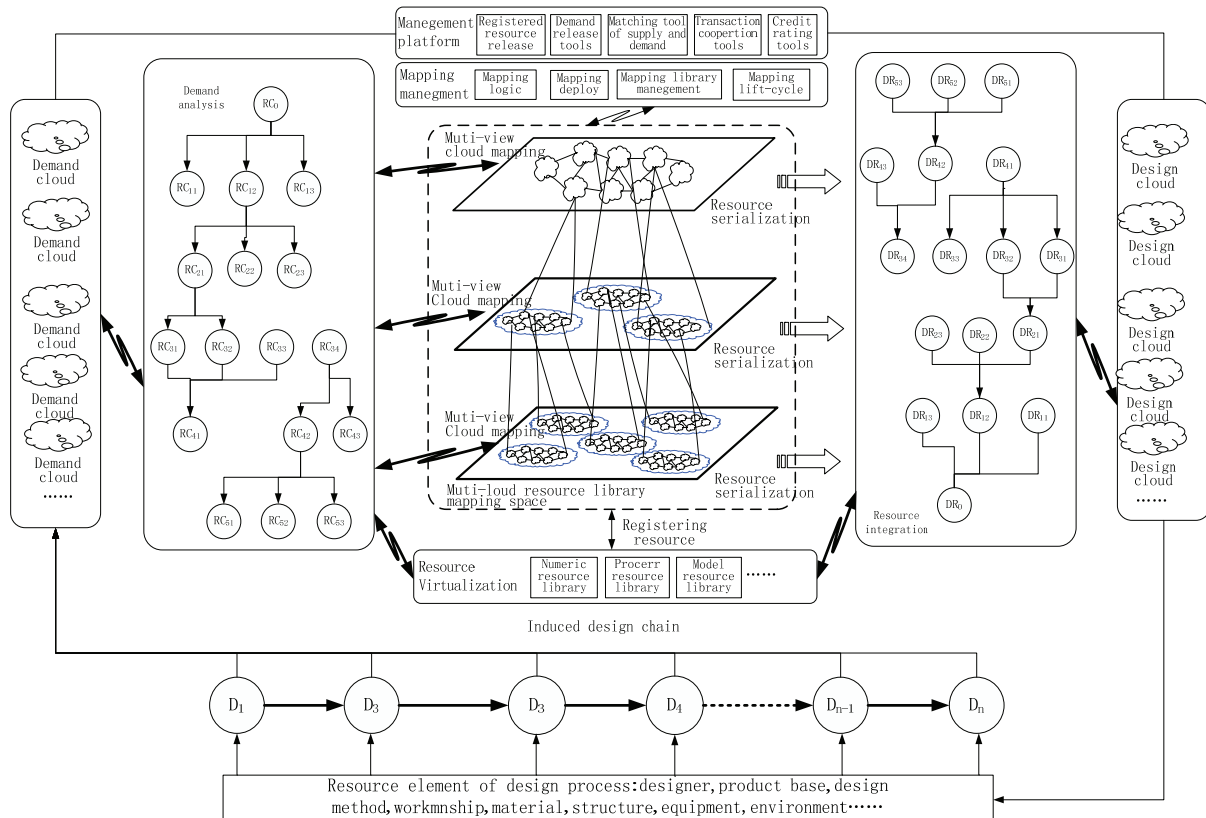 Manegement
platform
Registered
resource
release
Demand
release
tools
Matching tool
of supply and
demand
Transaction
coopertion
tools
Credit
rating
tools
Mapping
managment
Mapping
logic
Mapping
deploy
Mapping library
mangement
Mapping
lift-cycle
Demand
cloud
Demand
cloud
Demand
cloud
Demand
cloud
Demand
cloud
……
Demand
analysis
RC0
RC11
RC12
RC13
RC21
RC22
RC23
RC31
RC32
RC33
RC34
RC41
RC42
RC43
RC51
RC52
RC53
Muti-view
cloud mapping
Resource
serialization
Muti-view
Cloud mapping
Resource
serialization
Muti-view
Cloud mapping
Resource
serialization
Muti-loud resource library
mapping space
Registering
resource
Resource
Virtualization
Numeric
resource
library
Procerr
resource
library
Model
resource
library
……
DR53
DR52
DR51
DR43
DR42
DR41
DR34
DR33
DR32
DR31
DR23
DR22
DR21
DR13
DR12
DR11
DR0
Resource
integration
Design
cloud
Design
cloud
Design
cloud
Design
cloud
Design
cloud
……
Induced design chain
D1
D3
D3
D4
Dn-1
Dn
Resource element of design process:designer,product base,design
method,workmnship,material,structure,equipment,environment……